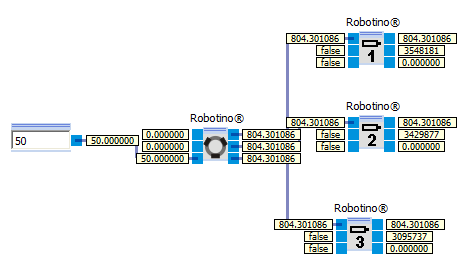 Robotino®
804.301086 804.301086
false 1 3548181
false 0.000000
Robotino®
804.301086 804.301086
false 2 3429877
false 0.000000
Robotino®
50 50.000000
0.000000 804.301086
0.000000 804.301086
50.000000 804.301086
Robotino®
804.301086 804.301086
false 3 3095737
false 0.000000